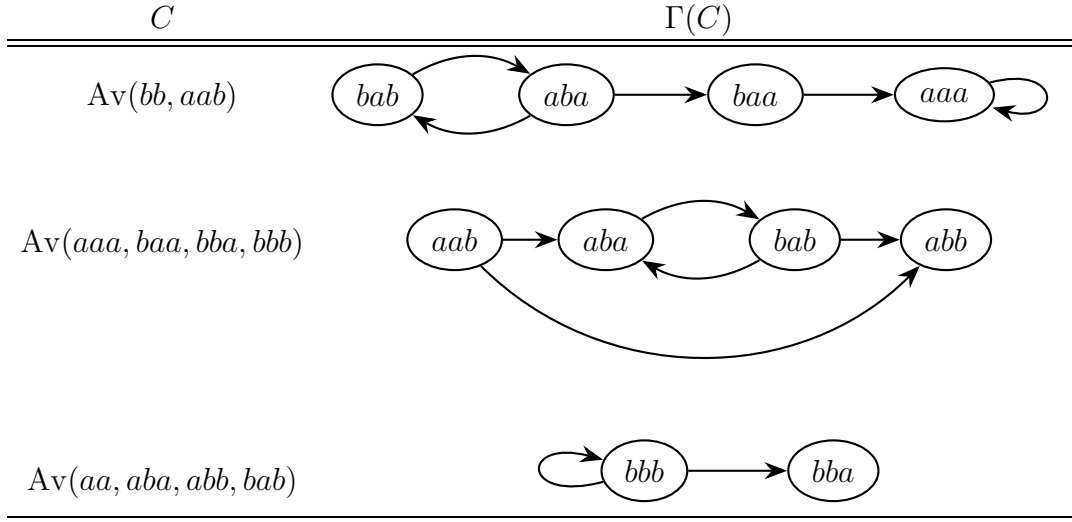 C Γ(C)
Av(bb, aab) bab aba baa aaa
Av(aaa, baa, bba, bbb) aab aba bab abb
Av(aa, aba, abb, bab) bbb bba